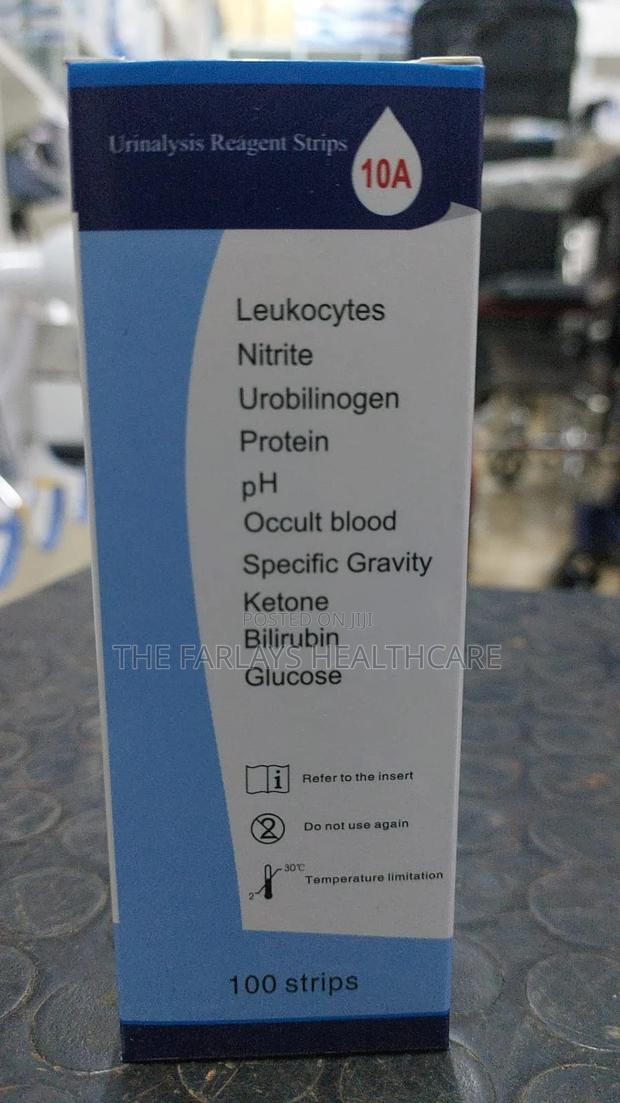 Urinalysis Reagent Strips
10A
Leukocytes
Nitrite
Urobilinogen
Protein
pH
Occult blood
Specific Gravity
Ketone
POSTED ON JIJI
Bilirubin
THE FARLAYS HEALTHCARE
Glucose
i Refer to the insert
2 Do not use again
30°C
Temperature limitation
2
100 strips